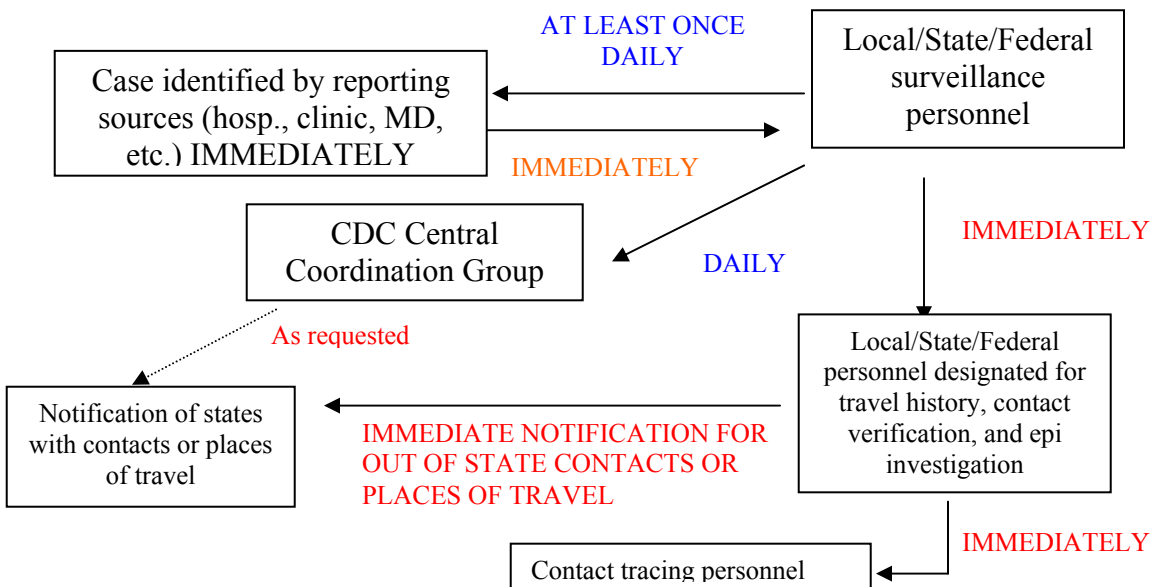 AT LEAST ONCE
DAILY
Local/State/Federal
surveillance
personnel
Case identified by reporting
sources (hosp., clinic, MD,
etc.) IMMEDIATELY
IMMEDIATELY
CDC Central
Coordination Group
DAILY
IMMEDIATELY
As requested
Local/State/Federal
personnel designated for
travel history, contact
verification, and epi
investigation
Notification of states
with contacts or places
of travel
IMMEDIATE NOTIFICATION FOR
OUT OF STATE CONTACTS OR
PLACES OF TRAVEL
IMMEDIATELY
Contact tracing personnel